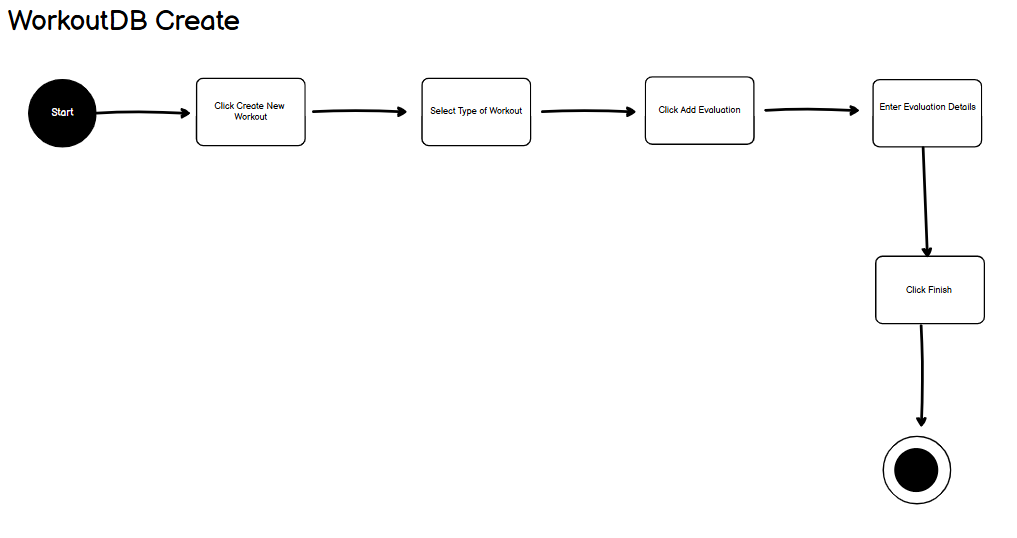 WorkoutDB Create
Start
Click Create New
Workout
Select Type of Workout
Click Add Evaluation
Enter Evaluation Details
Click Finish